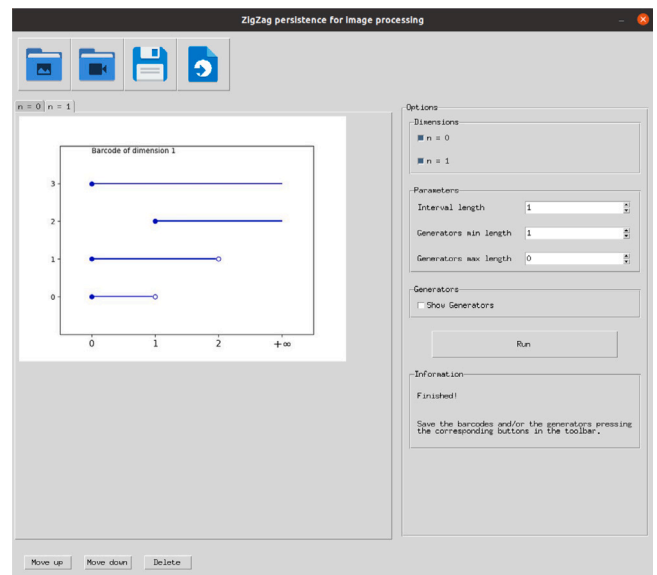 ZigZag persistence for image processing
n = 0 n = 1
Barcode of dimension 1
3
2
1
0
0 1 2 +∞
Options
Dimensions
n = 0
n = 1
Parameters
Interval length 1
Generators min length 1
Generators max length 0
Generators
Show Generators
Run
Information
Finished!
Save the barcodes and/or the generators pressing
the corresponding buttons in the toolbar.
Move up Move down Delete